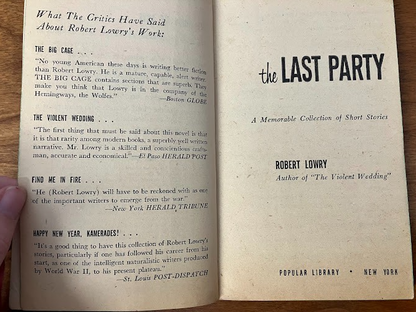 What The Critics Have Said
About Robert Lowry's Work:
THE BIG CAGE . . .
"No young American these days is writing better fiction
than Robert Lowry. He is a mature, capable, alert writer.
THE BIG CAGE contains sections that are superb. They
make you think that Lowry is in the company of the
Hemingways, the Wolfes."
—Boston GLOBE
THE VIOLENT WEDDING . . .
"The first thing that must be said about this novel is that
it is that rarity among modern books, a superbly well written
narrative. Mr. Lowry is a skilled and conscientious crafts-
man, accurate and economical."—El Paso HERALD POST
FIND ME IN FIRE . . .
"He (Robert Lowry) will have to be reckoned with as one
of the important writers to emerge from the war."
—New York HERALD TRIBUNE
HAPPY NEW YEAR, KAMERADES! . . .
"It's a good thing to have this collection of Robert Lowry's
stories, particularly if one has followed his career from his
start, as one of the intelligent naturalistic writers produced
by World War II, to his present plateau."
—St. Louis POST-DISPATCH
the LAST PARTY
A Memorable Collection of Short Stories
ROBERT LOWRY
Author of "The Violent Wedding"
POPULAR LIBRARY • NEW YORK